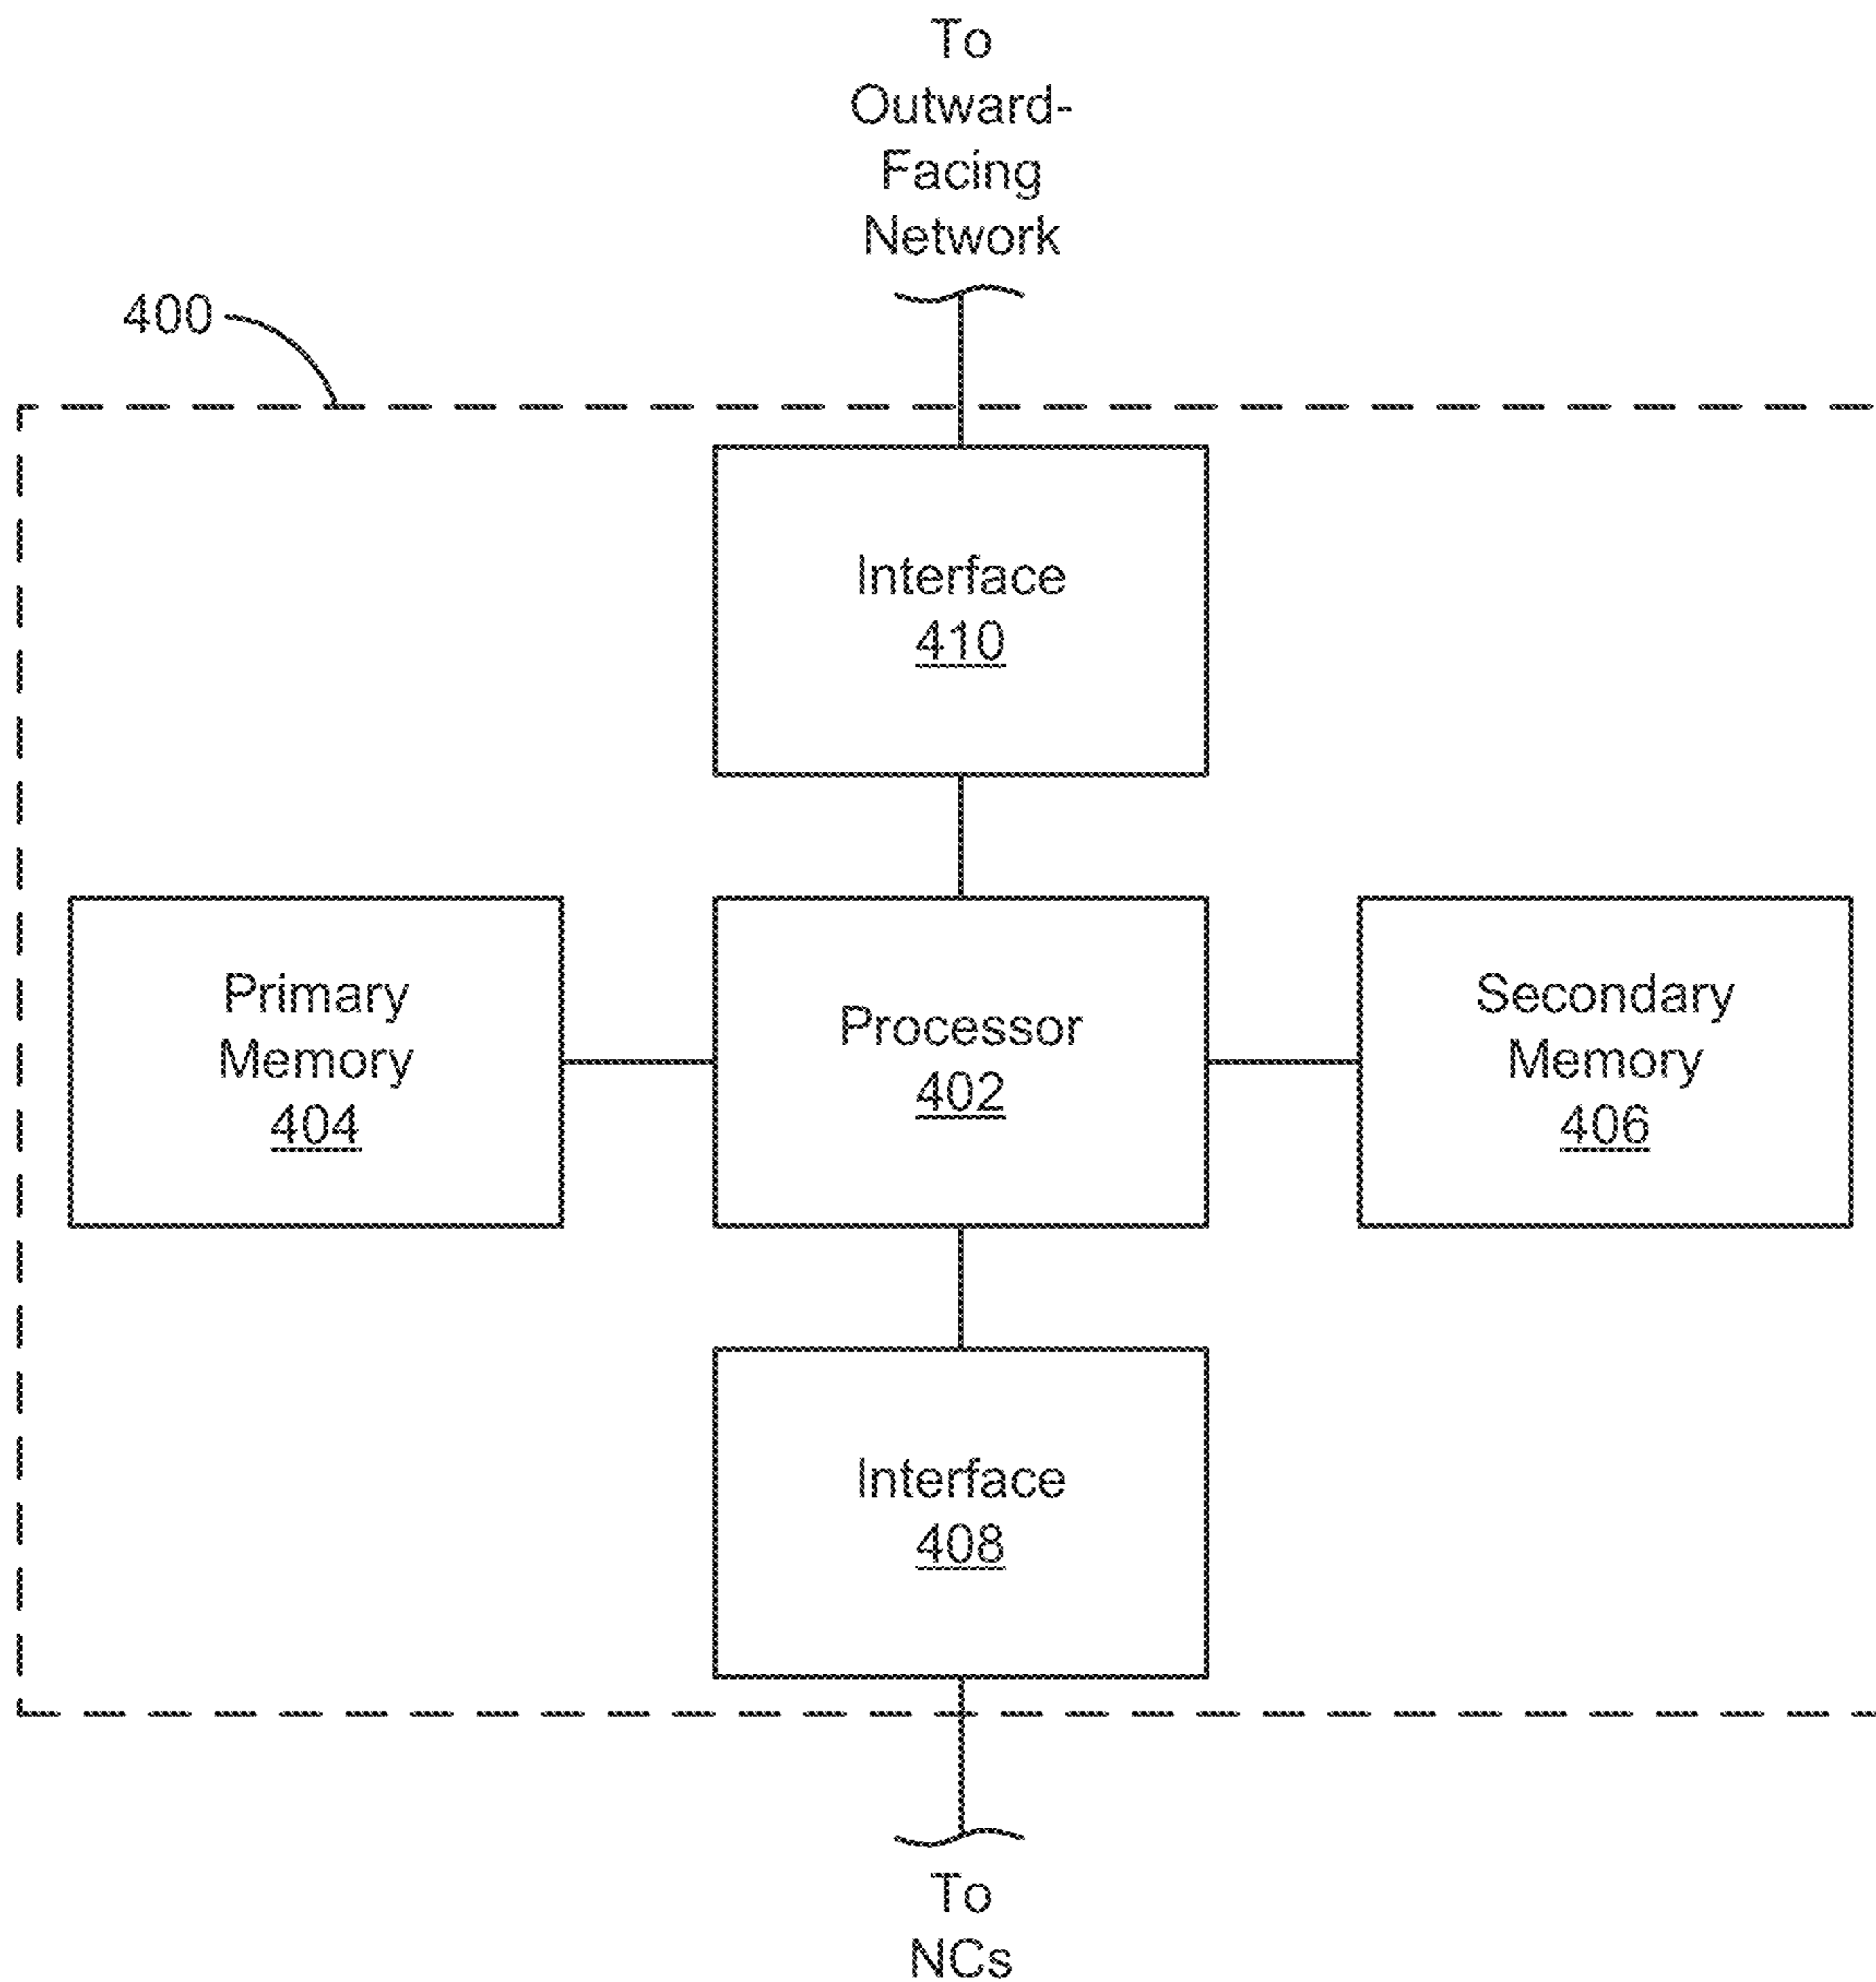 To
Outward-
Facing
Network
400
Interface
410
Primary
Memory
404
Processor
402
Secondary
Memory
406
Interface
408
To
NCs